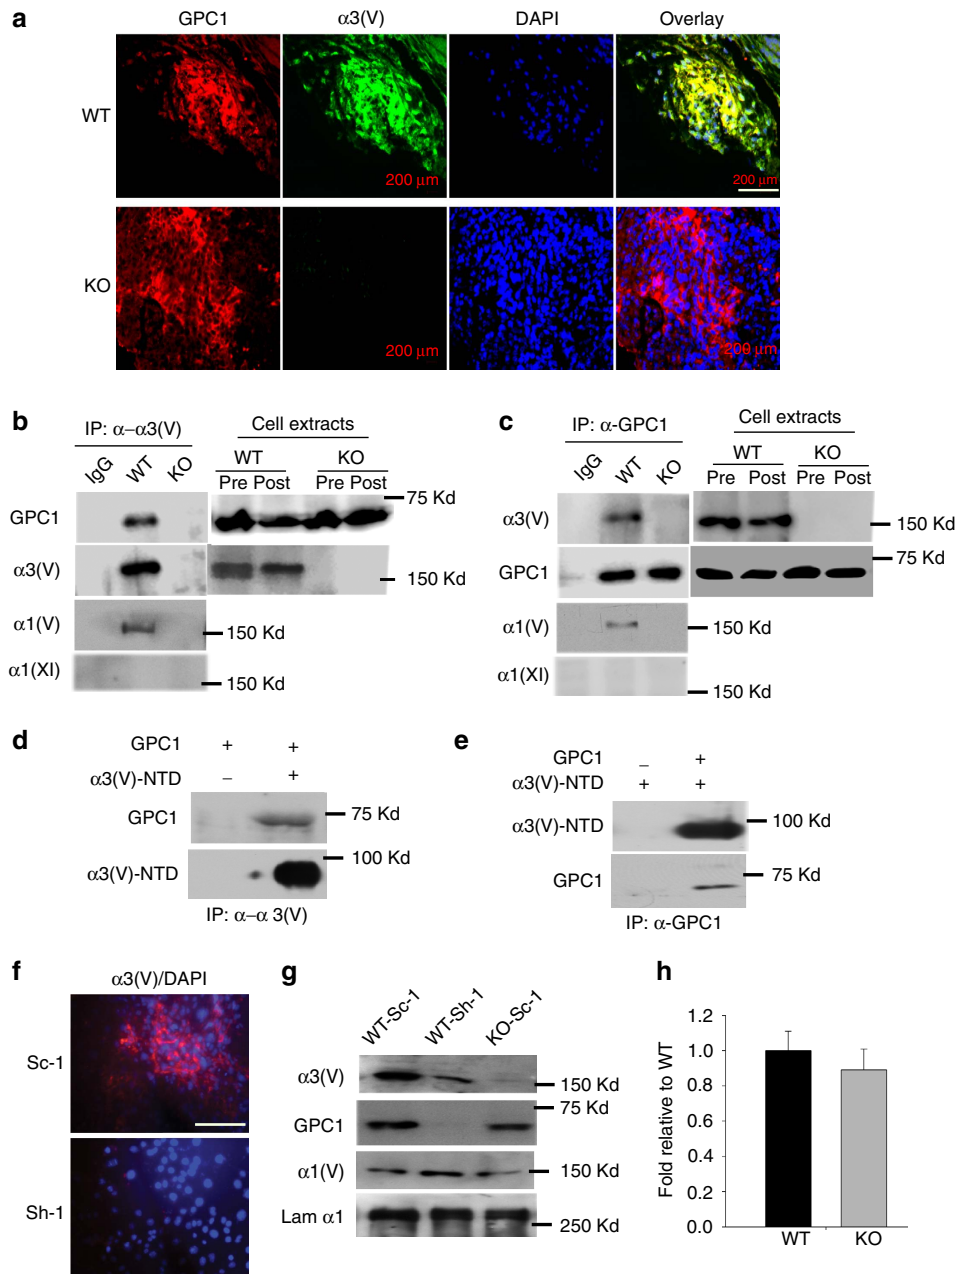 a
GPC1 α3(V) DAPI Overlay
WT
200 μm 200 μm
KO
200 μm 200 μm
b
IP: α–α3(V) Cell extracts
IgG WT KO
WT KO
Pre Post Pre Post
75 Kd
GPC1
α3(V)
150 Kd
α1(V)
150 Kd
α1(XI)
150 Kd
c
IP: α-GPC1 Cell extracts
IgG WT KO
WT KO
Pre Post Pre Post
α3(V)
150 Kd
75 Kd
GPC1
α1(V)
150 Kd
α1(XI)
150 Kd
d
GPC1 + +
α3(V)-NTD – +
GPC1 75 Kd
100 Kd
α3(V)-NTD
IP: α–α 3(V)
e
GPC1 – +
α3(V)-NTD + +
α3(V)-NTD 100 Kd
75 Kd
GPC1
IP: α-GPC1
f
α3(V)/DAPI
Sc-1
Sh-1
g
WT-Sc-1 WT-Sh-1 KO-Sc-1
α3(V) 150 Kd
75 Kd
GPC1
α1(V) 150 Kd
Lam α1
250 Kd
h
Fold relative to WT
1.2
1.0
0.8
0.6
0.4
0.2
0.0
WT KO